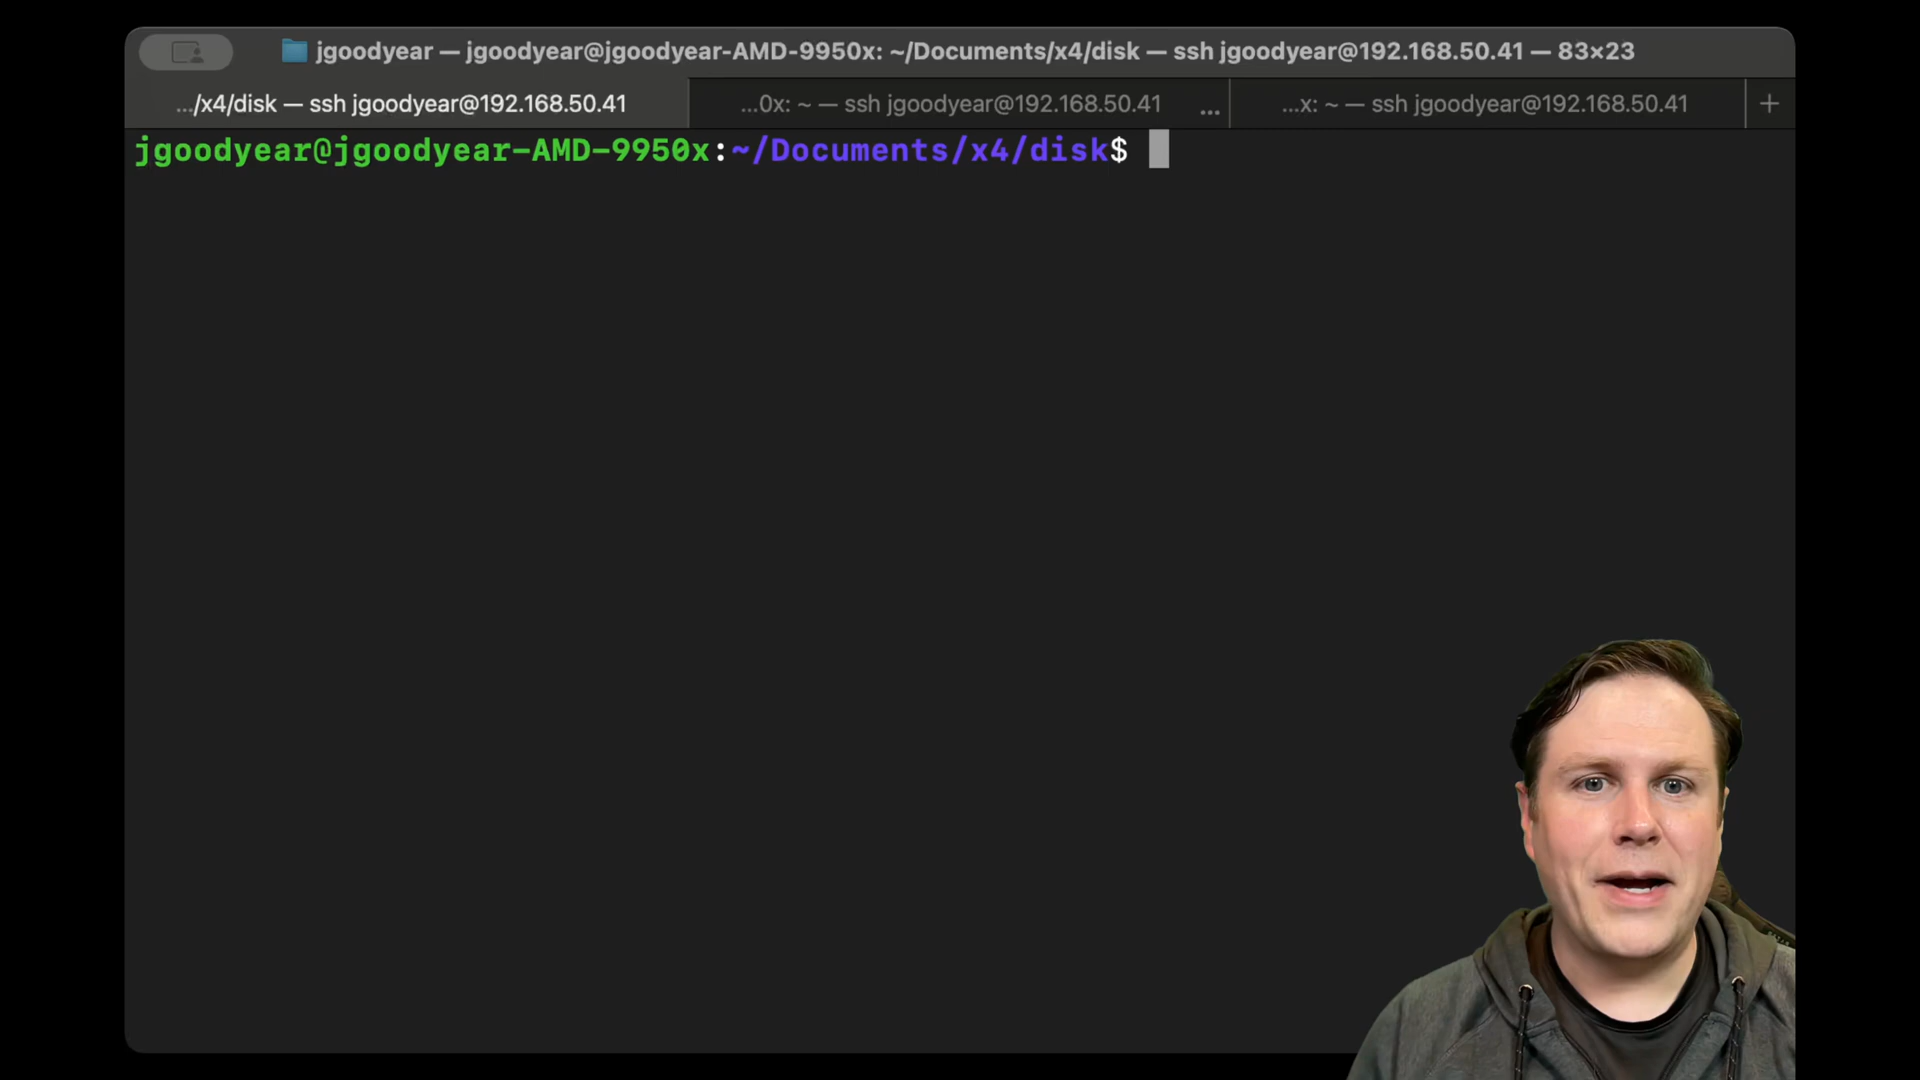 jgoodyear — jgoodyear@jgoodyear-AMD-9950x: ~/Documents/x4/disk — ssh jgoodyear@192.168.50.41 — 83×23
.../x4/disk — ssh jgoodyear@192.168.50.41
...0x: ~ — ssh jgoodyear@192.168.50.41 ...
...x: ~ — ssh jgoodyear@192.168.50.41 +
jgoodyear@jgoodyear-AMD-9950x:~/Documents/x4/disk$